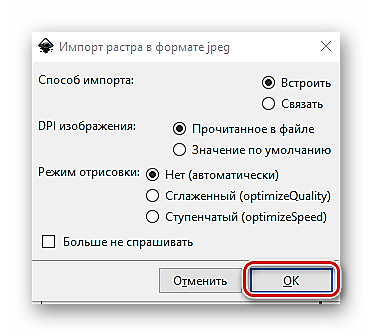 Импорт растра в формате jpeg
Способ импорта:
Встроить
Связать
DPI изображения:
Прочитанное в файле
Значение по умолчанию
Режим отрисовки:
Нет (автоматически)
Сглаженный (optimizeQuality)
Ступенчатый (optimizeSpeed)
Больше не спрашивать
Отменить
OK